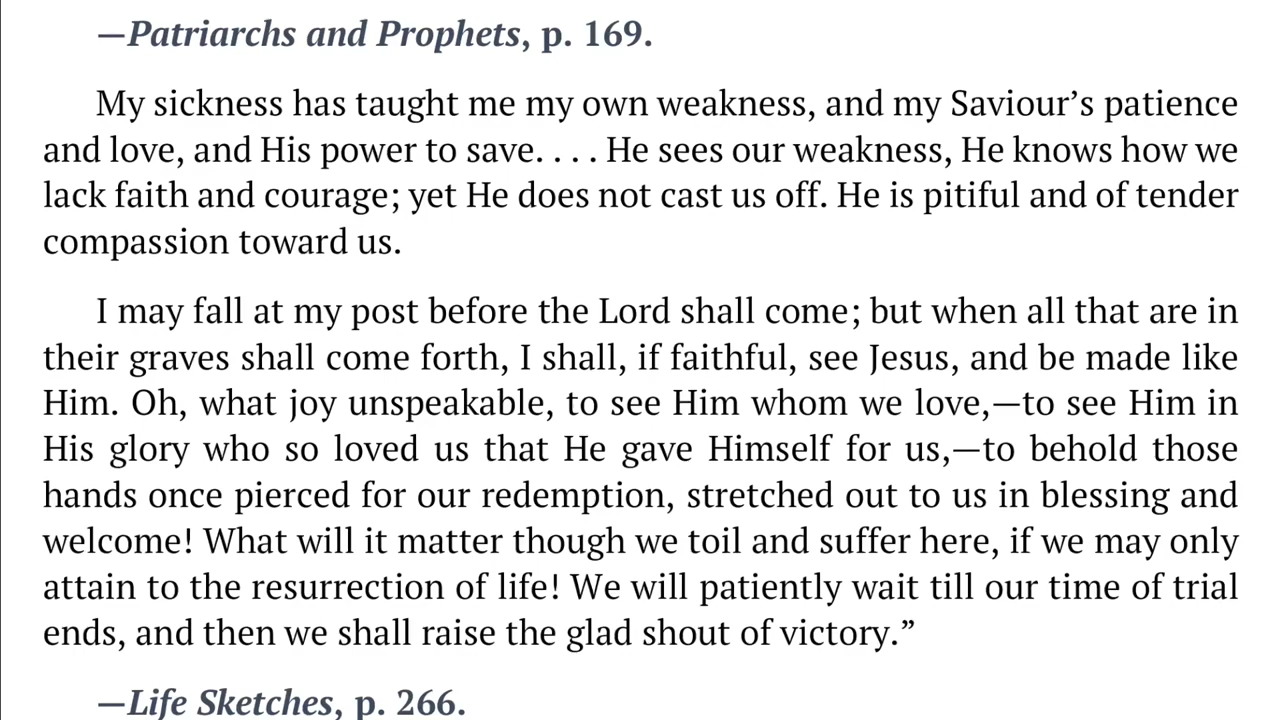 —Patriarchs and Prophets, p. 169.
My sickness has taught me my own weakness, and my Saviour’s patience
and love, and His power to save. . . . He sees our weakness, He knows how we
lack faith and courage; yet He does not cast us off. He is pitiful and of tender
compassion toward us.
I may fall at my post before the Lord shall come; but when all that are in
their graves shall come forth, I shall, if faithful, see Jesus, and be made like
Him. Oh, what joy unspeakable, to see Him whom we love,—to see Him in
His glory who so loved us that He gave Himself for us,—to behold those
hands once pierced for our redemption, stretched out to us in blessing and
welcome! What will it matter though we toil and suffer here, if we may only
attain to the resurrection of life! We will patiently wait till our time of trial
ends, and then we shall raise the glad shout of victory.”
—Life Sketches, p. 266.